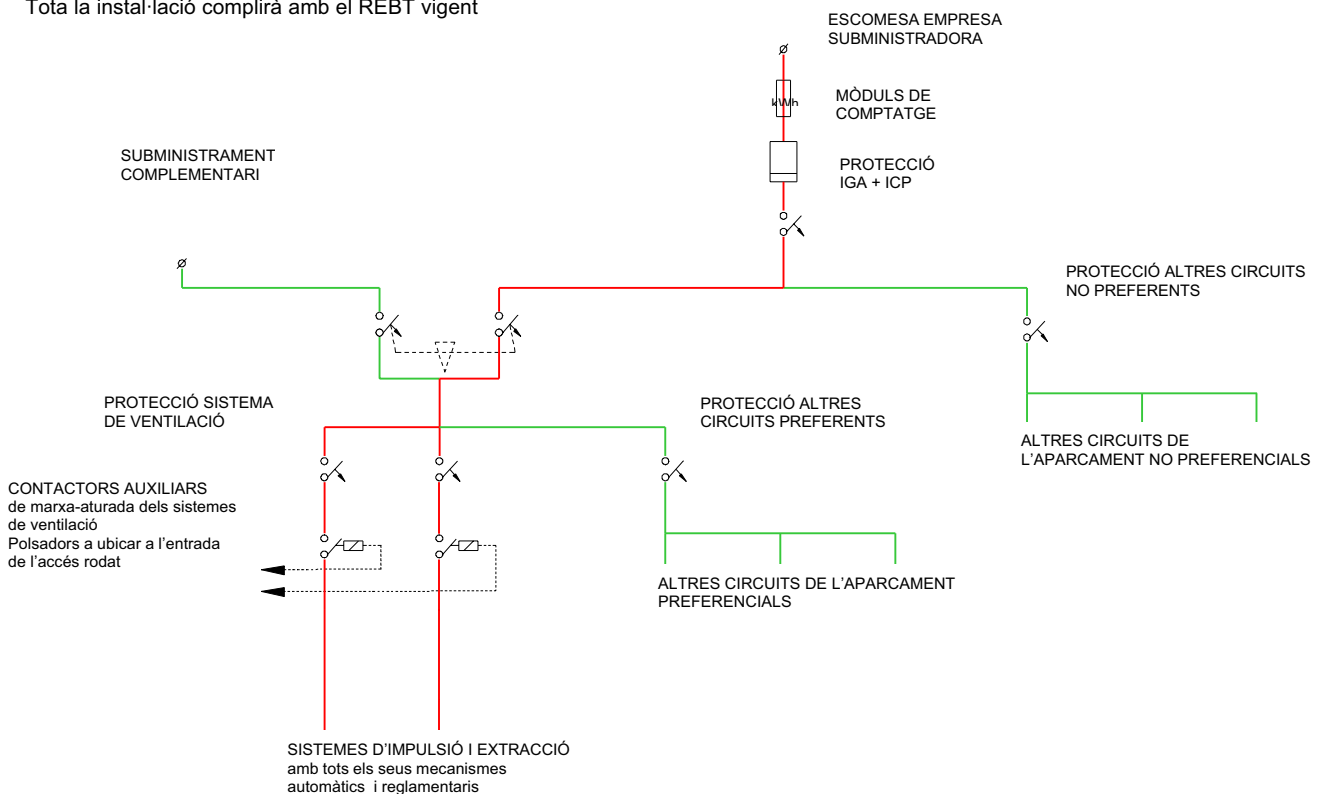 Tota la instal·lació complirà amb el REBT vigent
ESCOMESA EMPRESA
SUBMINISTRADORA
kWh
MÒDULS DE
COMPTATGE
SUBMINISTRAMENT
COMPLEMENTARI
PROTECCIÓ
IGA + ICP
PROTECCIÓ ALTRES CIRCUITS
NO PREFERENTS
PROTECCIÓ SISTEMA
DE VENTILACIÓ
PROTECCIÓ ALTRES
CIRCUITS PREFERENTS
ALTRES CIRCUITS DE
L’APARCAMENT NO PREFERENCIALS
CONTACTORS AUXILIARS
de marxa-aturada dels sistemes
de ventilació
Polsadors a ubicar a l’entrada
de l’accés rodat
ALTRES CIRCUITS DE L’APARCAMENT
PREFERENCIALS
SISTEMES D’IMPULSIÓ I EXTRACCIÓ
amb tots els seus mecanismes
automàtics i reglamentaris